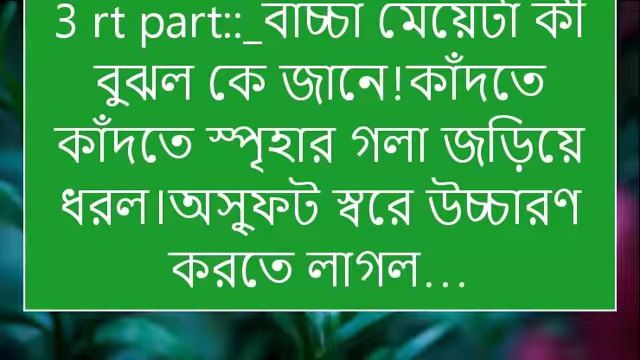 3 rt part::_বাচ্চা মেয়েটা কী
বুঝল কে জানে!কাঁদতে
কাঁদতে স্পৃহার গলা জড়িয়ে
ধরল।অসু্ফট স্বরে উচ্চারণ
করতে লাগল...